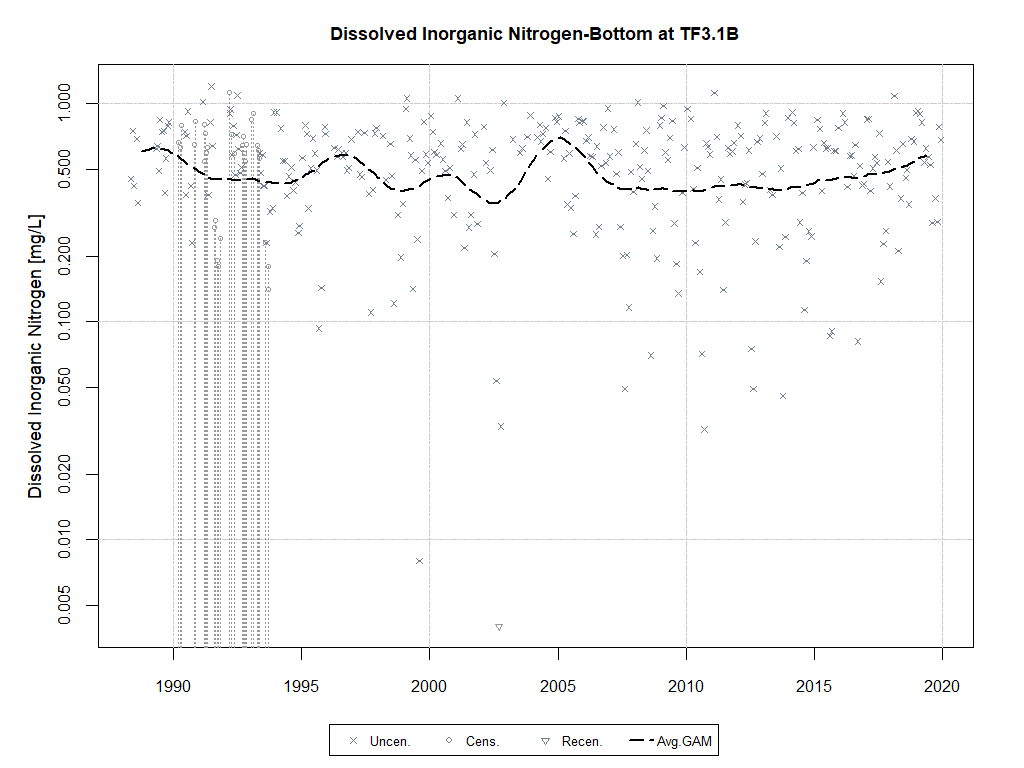 Dissolved Inorganic Nitrogen-Bottom at TF3.1B
Dissolved Inorganic Nitrogen [mg/L]
1.000
0.500
0.200
0.100
0.050
0.020
0.010
0.005
1990 1995 2000 2005 2010 2015 2020
Uncen. Cens. Recen. Avg.GAM